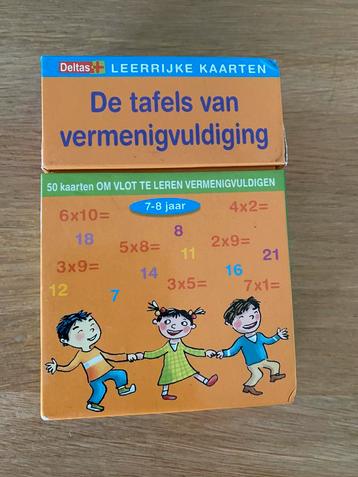 Deltas LEERRIJKE KAARTEN
De tafels van
vermenigvuldiging
50 kaarten OM VLOT TE LEREN VERMENIGVULDIGEN
7-8 jaar
6x10= 4x2=
18 8
5x8= 11 2x9=
21
3x9= 14 16
12 7 3x5= 7x1=